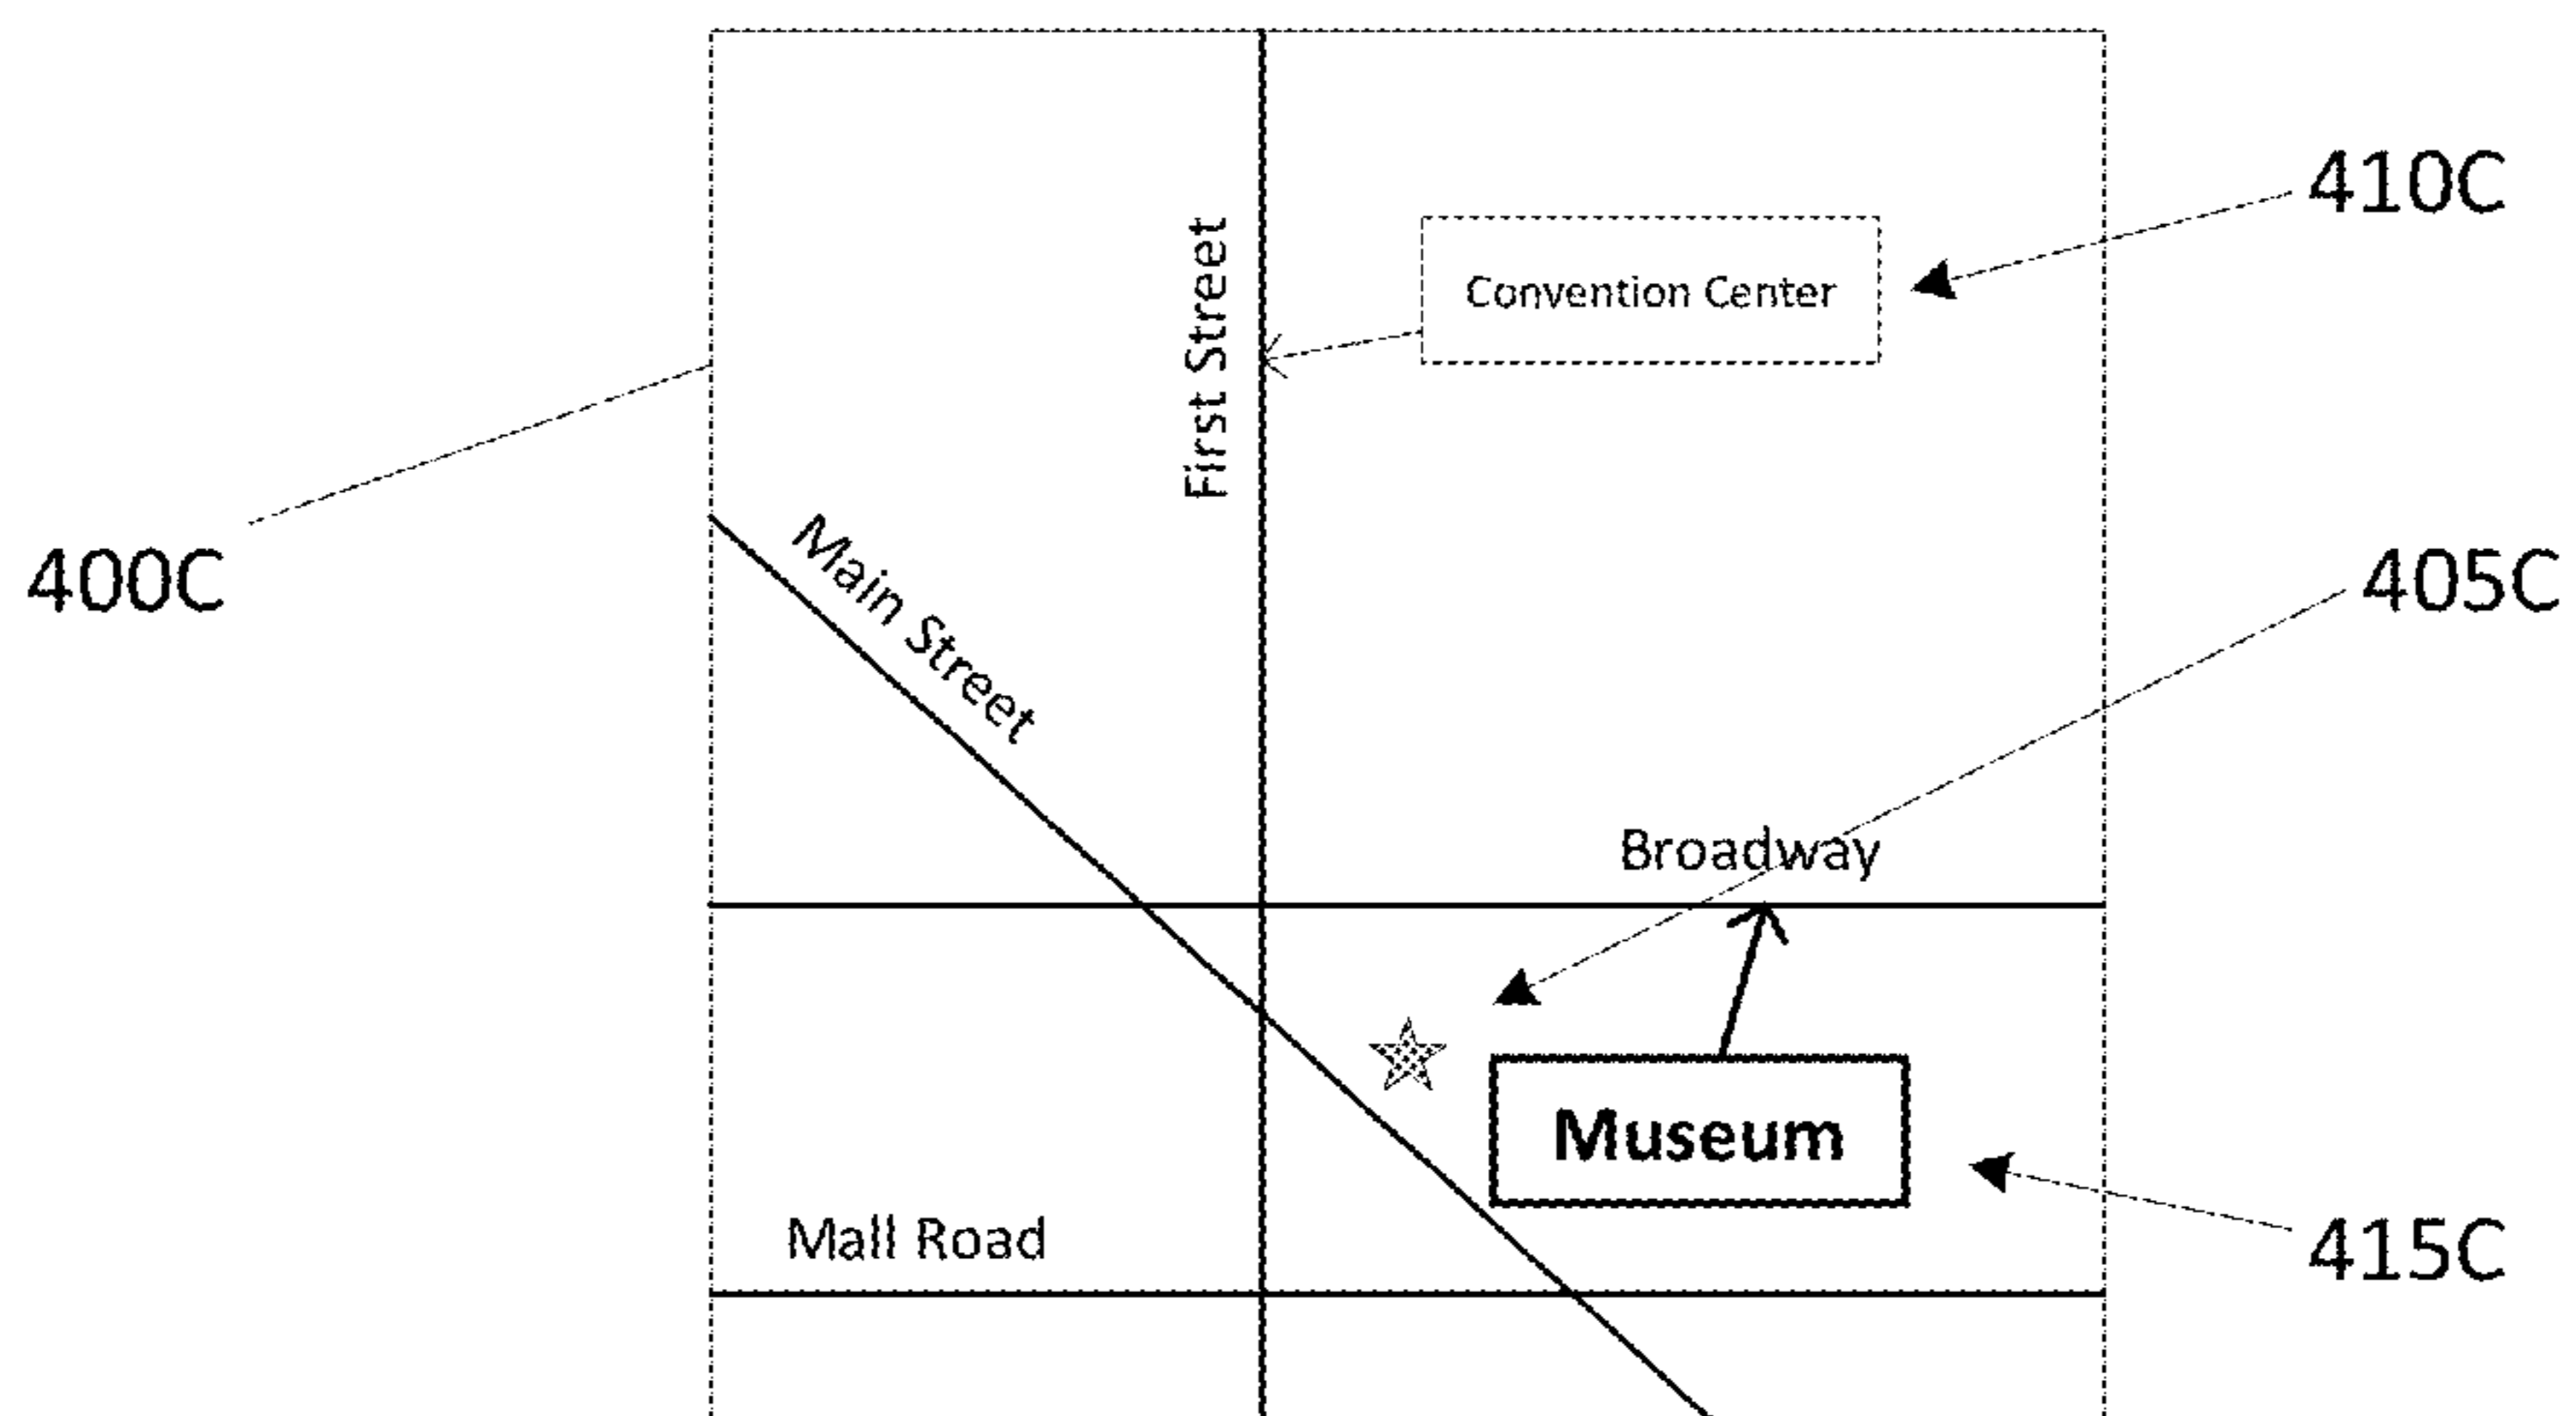 410C
Convention Center
First Street
400C
Main Street
405C
Broadway
Museum
Mall Road
415C